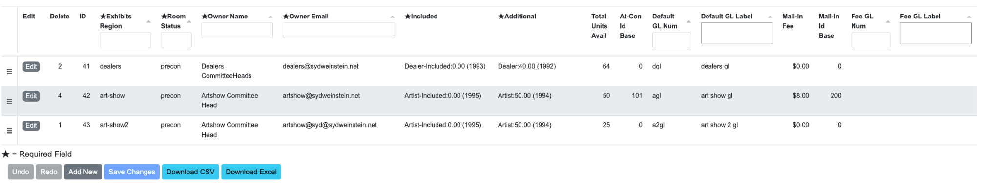 Edit Delete ID ★Exhibits Region ★Room Status ★Owner Name ★Owner Email ★Included ★Additional Total Units Avail At-Con Id Base Default GL Num Default GL Label Mail-In Fee Mail-In Id Base Fee GL Num Fee GL Label
Edit 2 41 dealers precon Dealers CommitteeHeads dealers@sydweinstein.net Dealer-Included:0.00 (1993) Dealer:40.00 (1992) 64 0 dgl dealers gl $0.00 0
Edit 4 42 art-show precon Artshow Committee Head artshow@sydweinstein.net Artist-Included:0.00 (1995) Artist:50.00 (1994) 50 101 agl art show gl $8.00 200
Edit 1 43 art-show2 precon Artshow Committee Head artshow@syd@sydweinstein.net Artist-Included:0.00 (1995) Artist:50.00 (1994) 25 0 a2gl art show 2 gl $0.00 0
★ = Required Field
Undo Redo Add New Save Changes Download CSV Download Excel